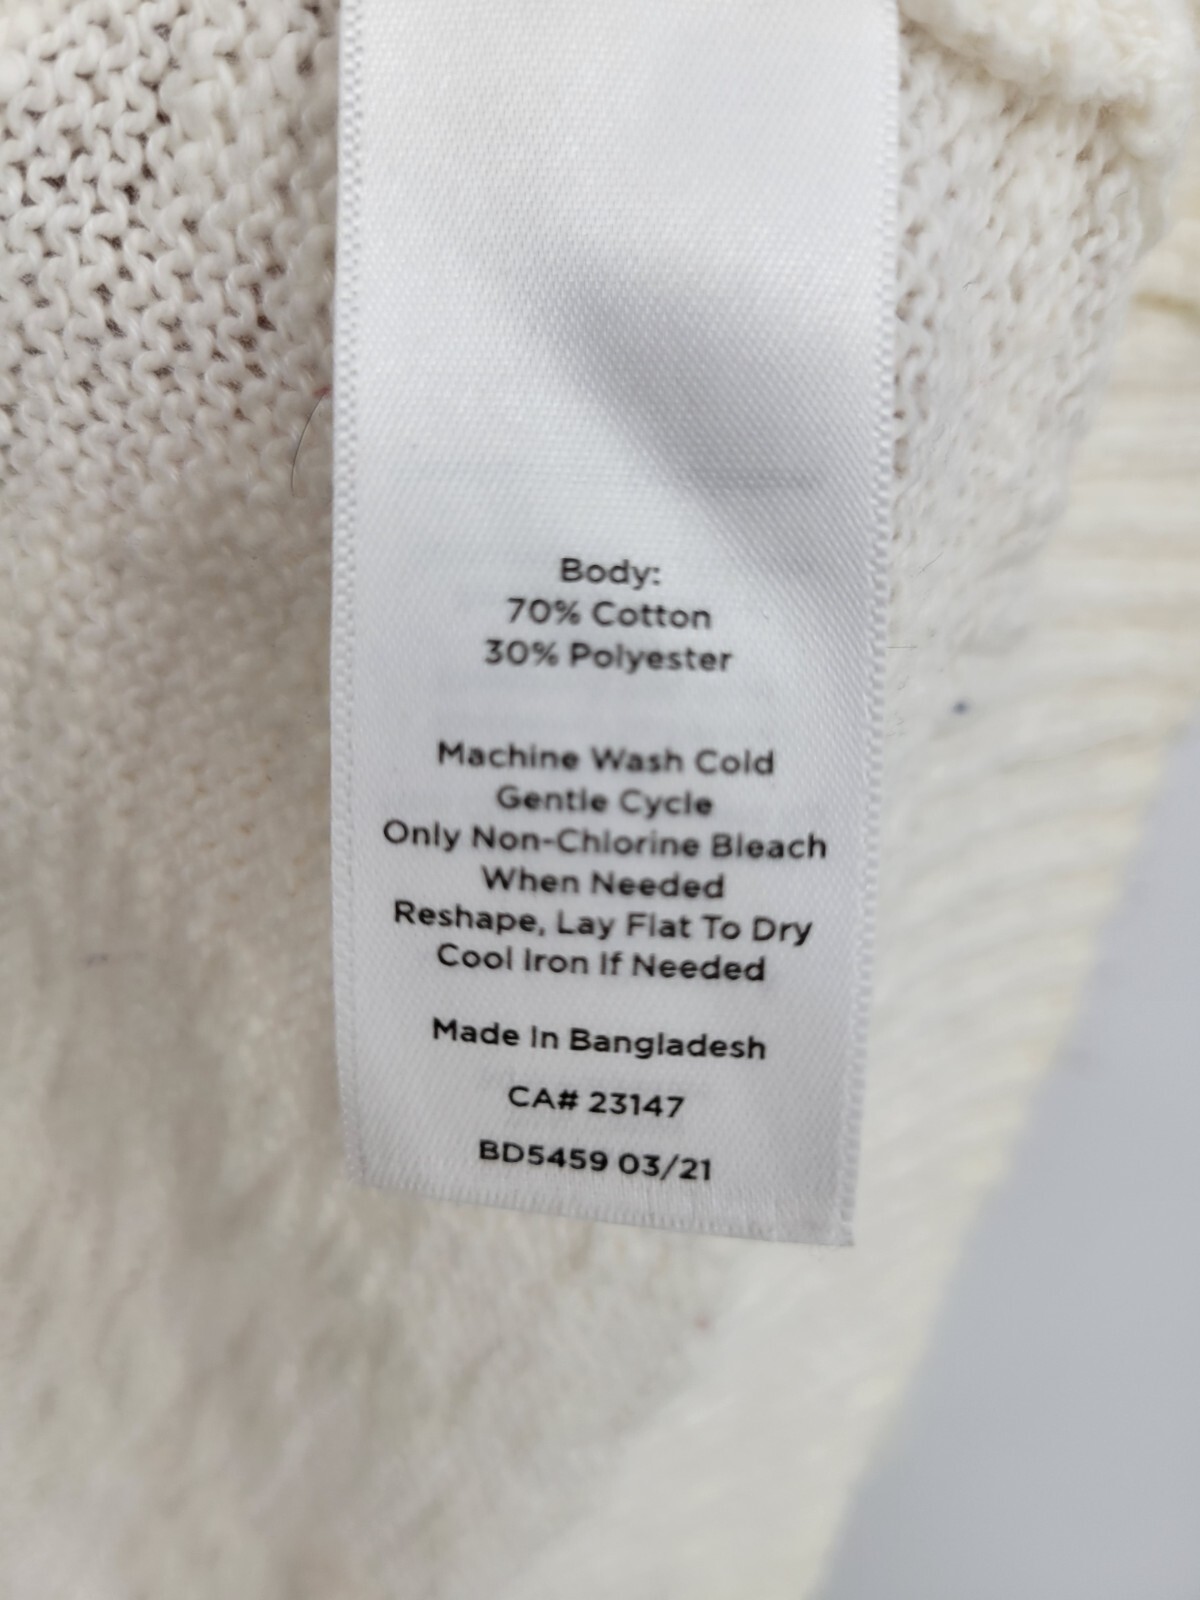 Body:
70% Cotton
30% Polyester
Machine Wash Cold
Gentle Cycle
Only Non-Chlorine Bleach
When Needed
Reshape, Lay Flat To Dry
Cool Iron If Needed
Made In Bangladesh
CA# 23147
BD5459 03/21